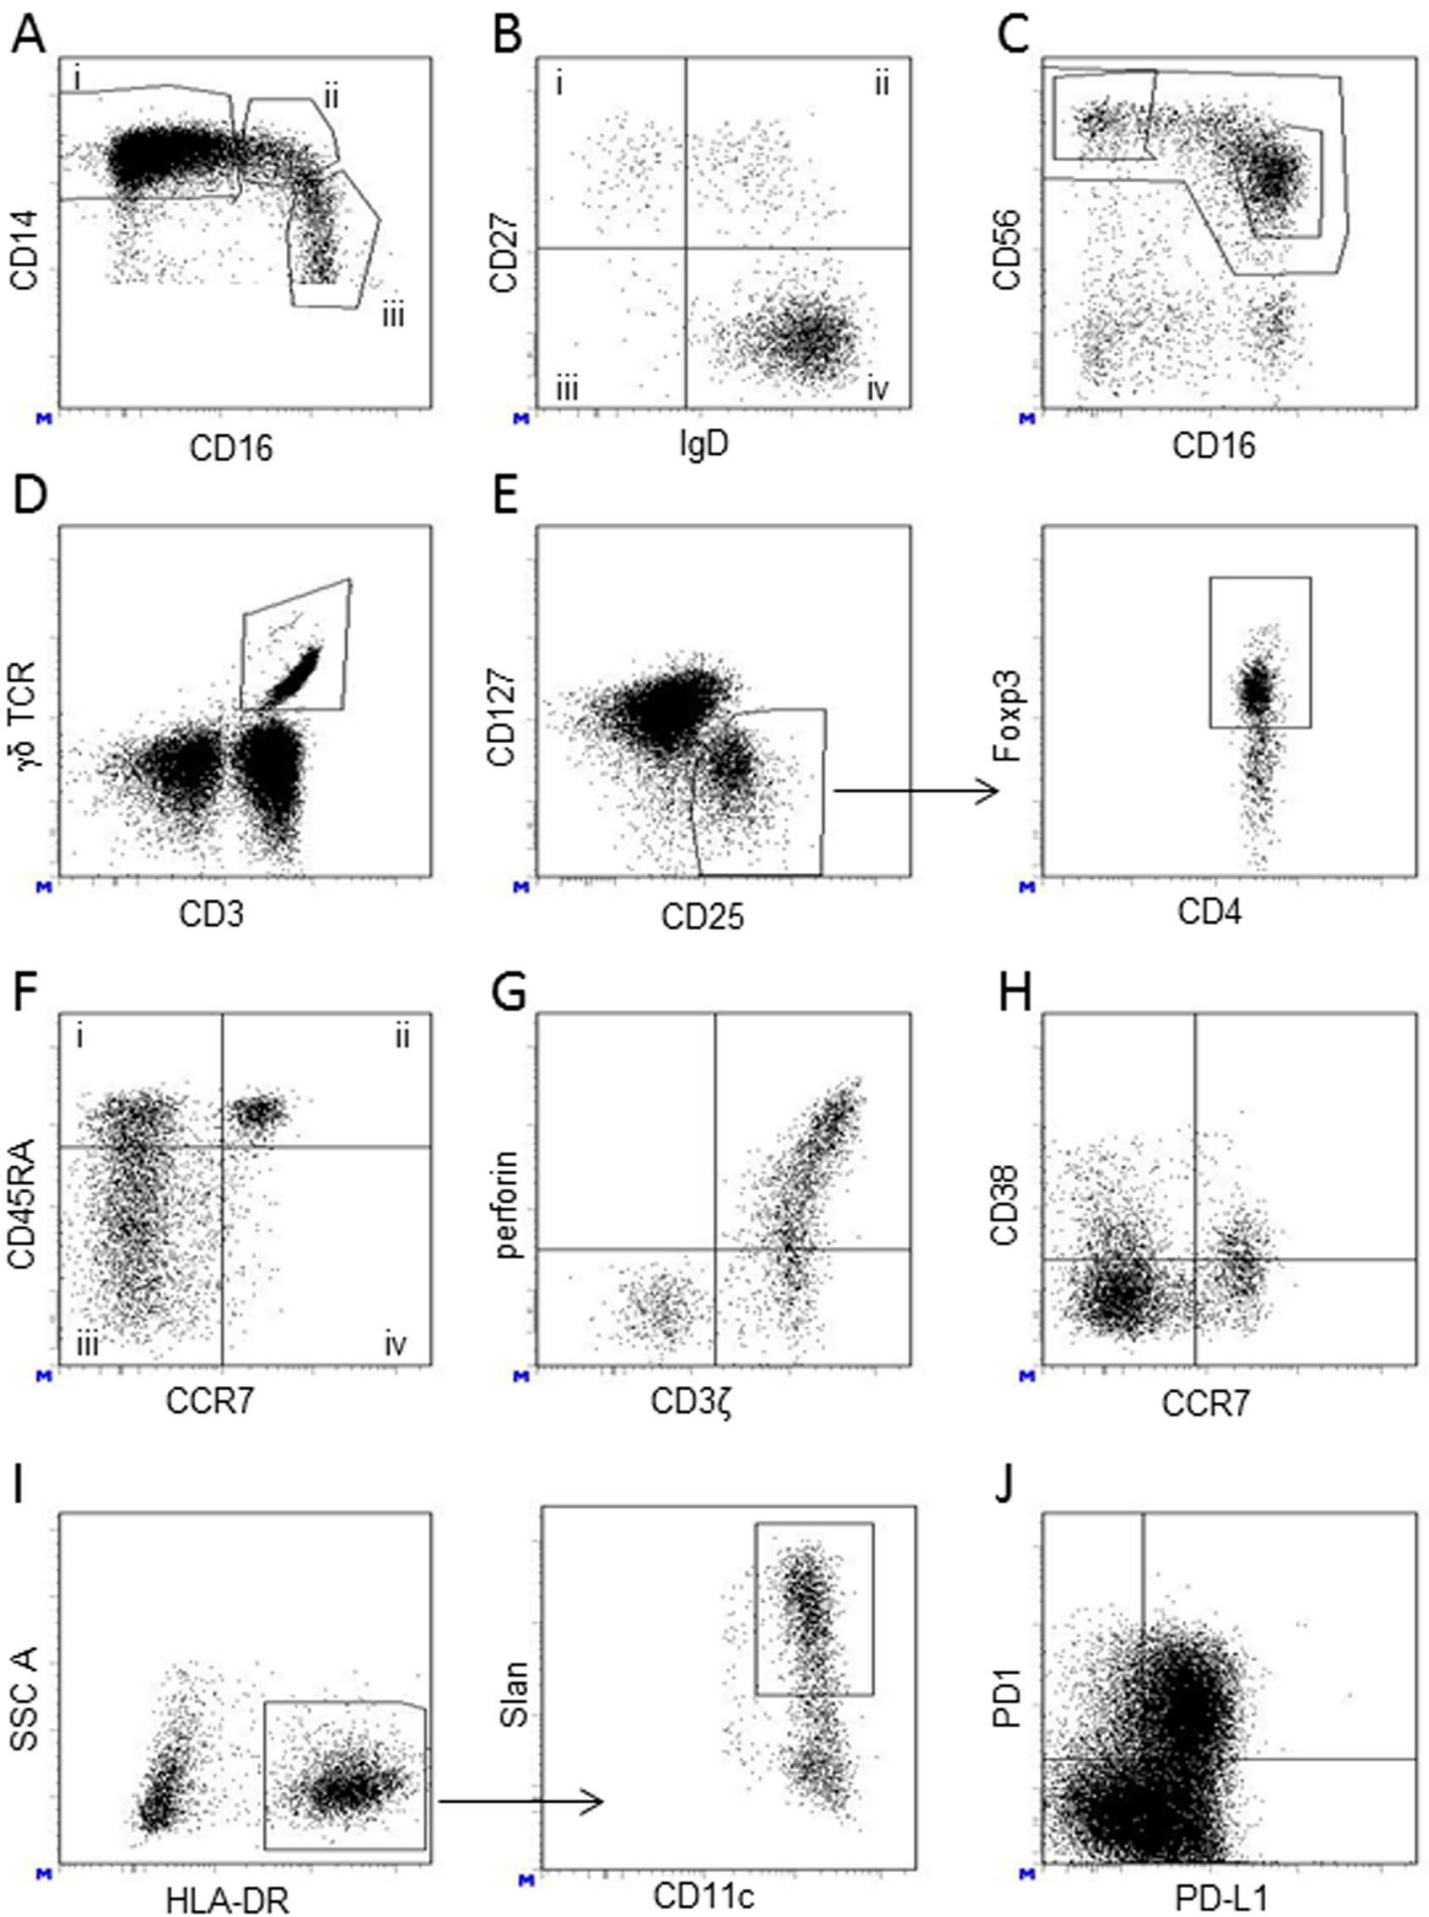 A
B
C
i
ii
iii
CD14
CD16
M
i
ii
iii
iv
CD27
IgD
M
CD56
CD16
M
D
E
γδ TCR
CD3
M
CD127
CD25
M
Foxp3
CD4
M
F
G
H
i
ii
iii
iv
CD45RA
CCR7
M
perforin
CD3ζ
M
CD38
CCR7
M
I
J
SSC A
HLA-DR
M
Slan
CD11c
M
PD1
PD-L1
M